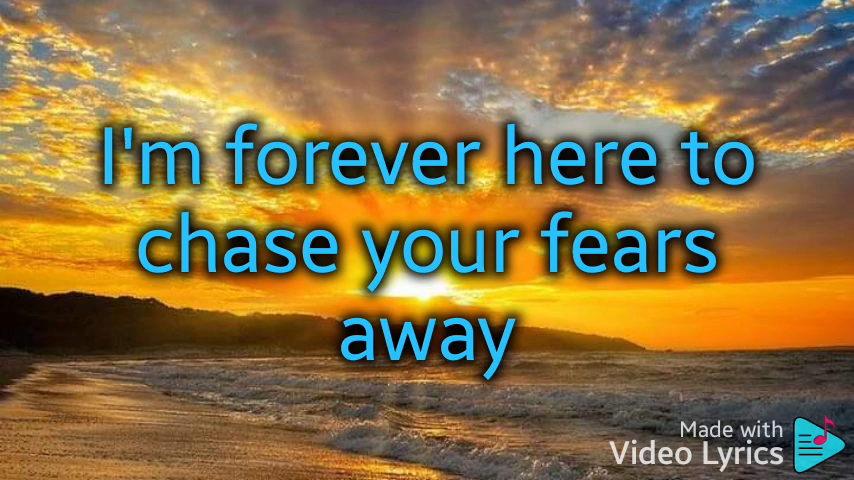 I'm forever here to
chase your fears
away
Made with
Video Lyrics